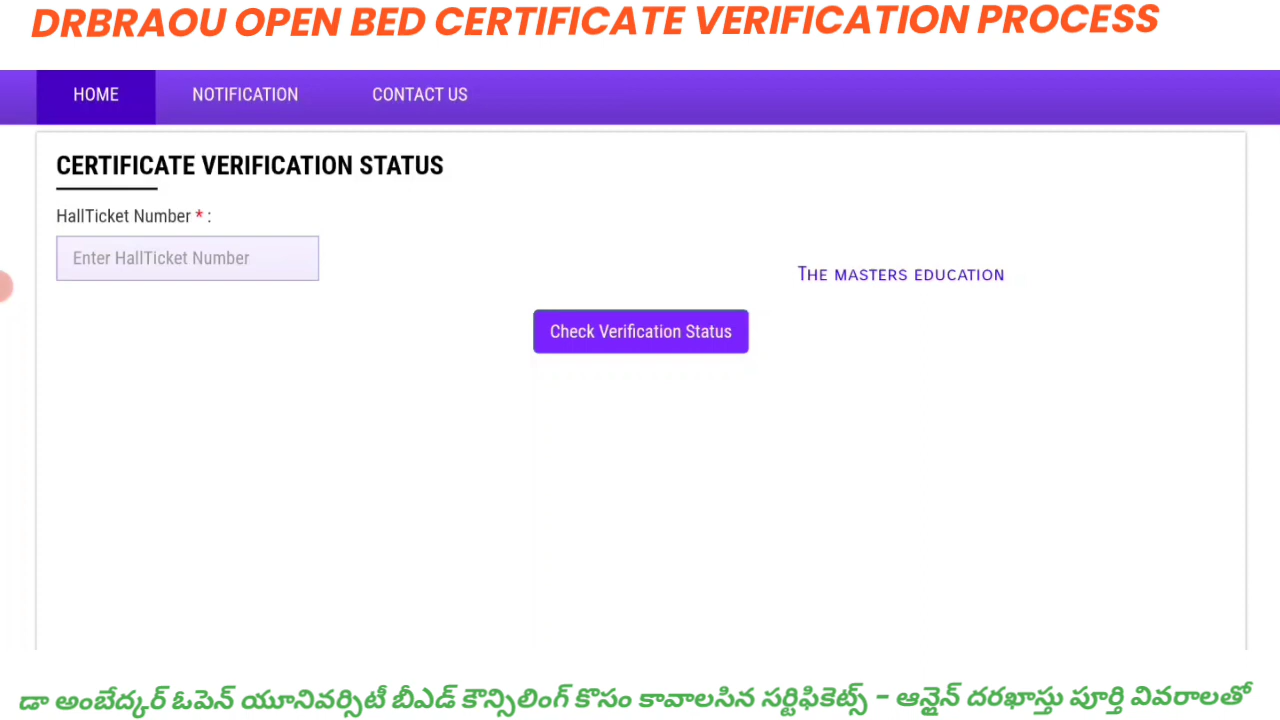 DRBRAOU OPEN BED CERTIFICATE VERIFICATION PROCESS
HOME NOTIFICATION CONTACT US
CERTIFICATE VERIFICATION STATUS
HallTicket Number * :
Enter HallTicket Number
THE MASTERS EDUCATION
Check Verification Status
డా అంబేద్కర్ ఓపెన్ యూనివర్సిటీ బీఎడ్ కౌన్సిలింగ్ కొసం కావాలసిన సర్టిఫికెట్స్ - ఆన్లైన్ దరఖాస్తు పూర్తి వివరాలతో